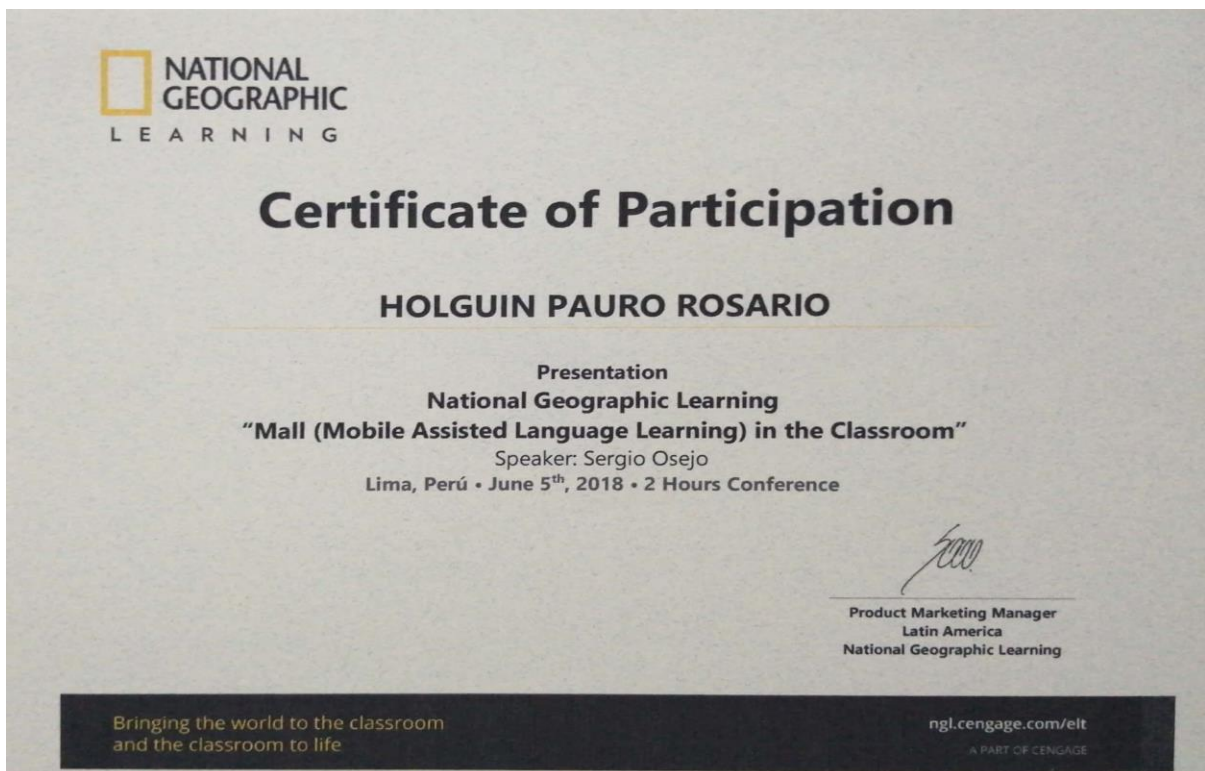 NATIONAL
GEOGRAPHIC
LEARNING
Certificate of Participation
HOLGUIN PAURO ROSARIO
Presentation
National Geographic Learning
“Mall (Mobile Assisted Language Learning) in the Classroom”
Speaker: Sergio Osejo
Lima, Perú • June 5th, 2018 • 2 Hours Conference
Product Marketing Manager
Latin America
National Geographic Learning
Bringing the world to the classroom
and the classroom to life
ngl.cengage.com/elt
A PART OF CENGAGE